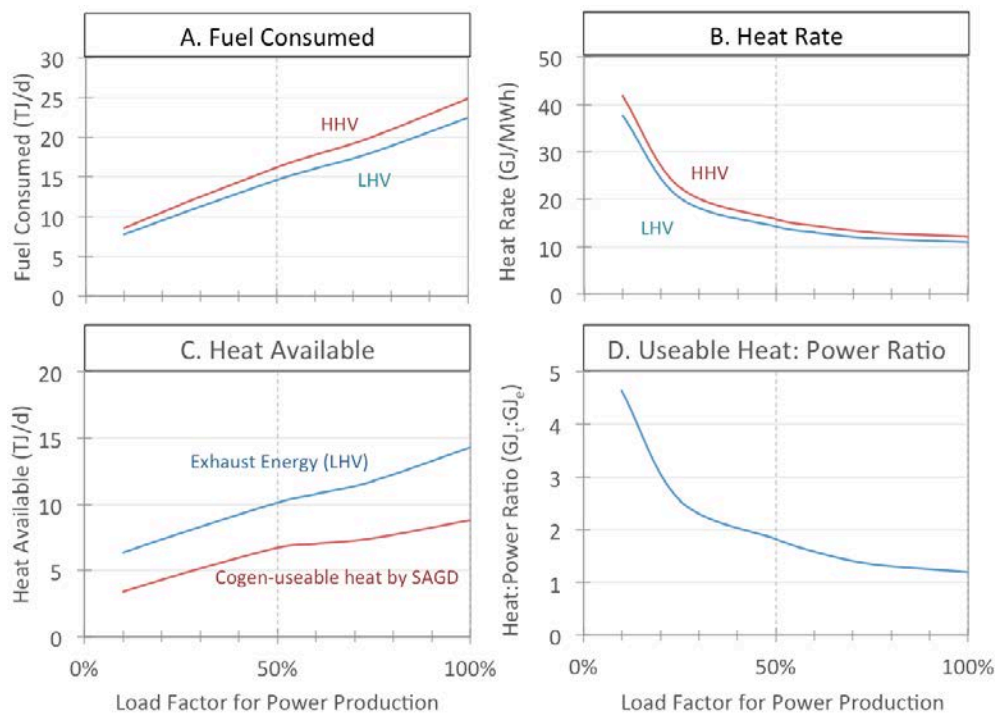 A. Fuel Consumed
Fuel Consumed (TJ/d)
30
25
20
15
10
5
0
HHV
LHV
B. Heat Rate
Heat Rate (GJ/MWh)
50
40
30
20
10
0
HHV
LHV
C. Heat Available
Heat Available (TJ/d)
20
15
10
5
0
Exhaust Energy (LHV)
Cogen-useable heat by SAGD
0%
50%
100%
Load Factor for Power Production
D. Useable Heat: Power Ratio
Heat:Power Ratio (GJt:GJe)
5
4
3
2
1
0
0%
50%
100%
Load Factor for Power Production